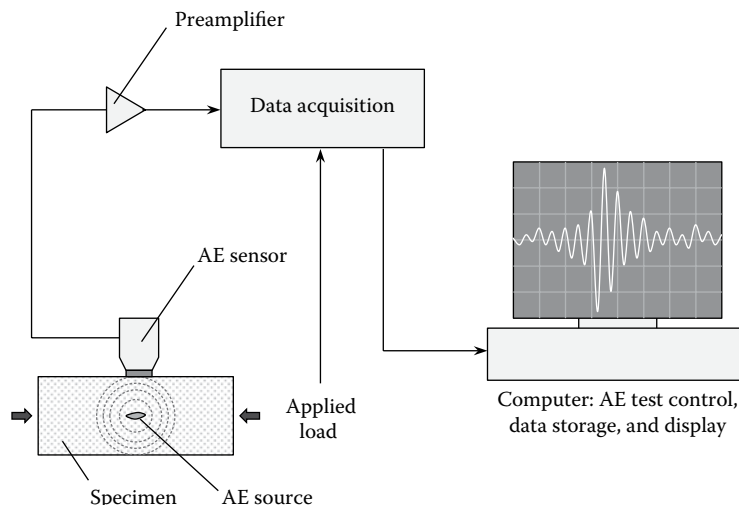 Preamplifier
Data acquisition
AE sensor
Applied
load
Computer: AE test control,
data storage, and display
Specimen
AE source